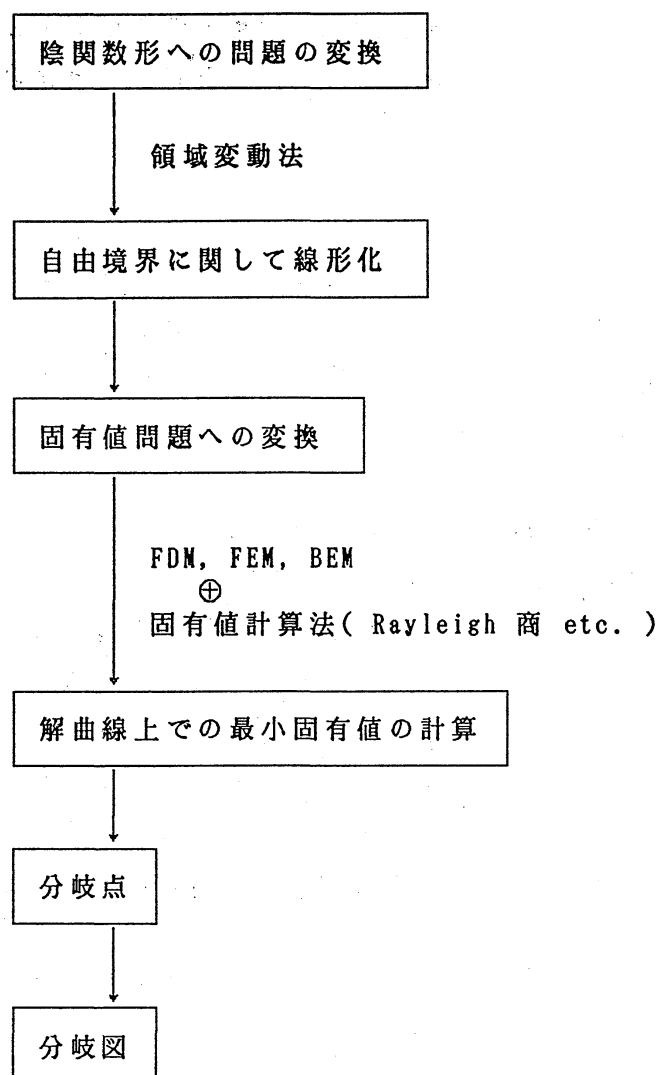 陰関数形への問題の変換
領域変動法
自由境界に関して線形化
固有値問題への変換
FDM, FEM, BEM
⊕
固有値計算法( Rayleigh 商 etc. )
解曲線上での最小固有値の計算
分岐点
分岐図